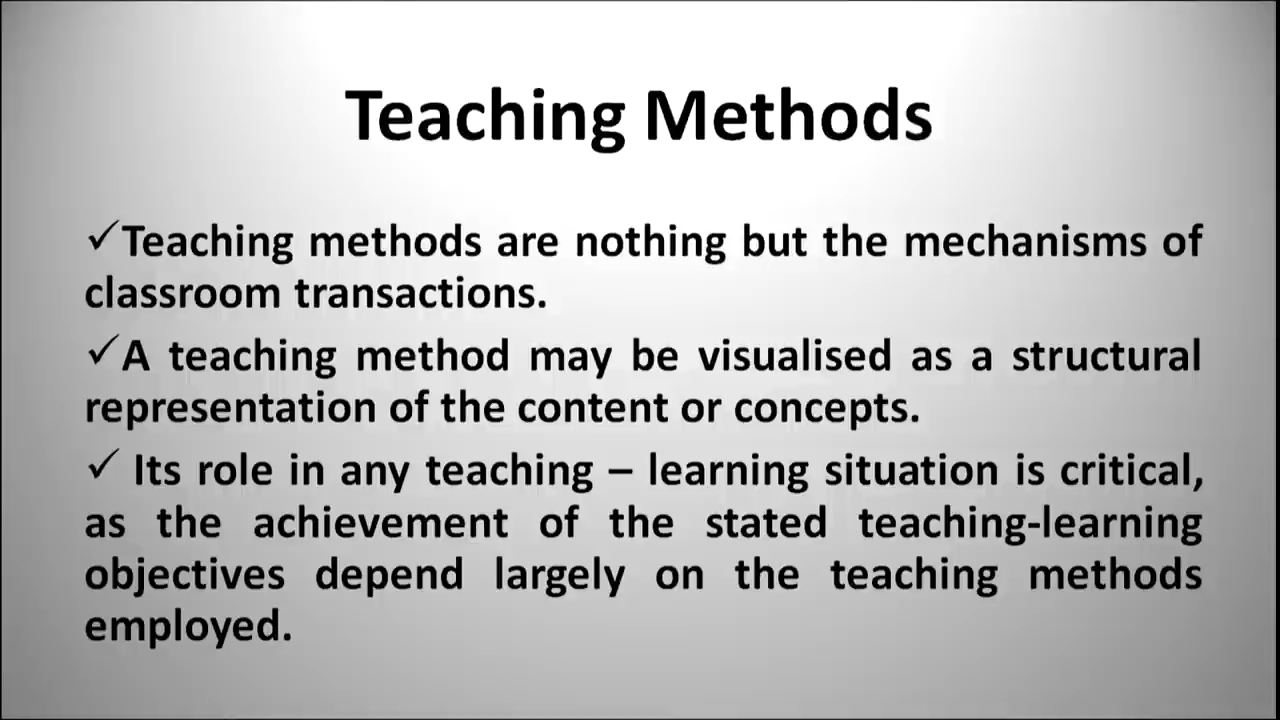 Teaching Methods
✓Teaching methods are nothing but the mechanisms of
classroom transactions.
✓A teaching method may be visualised as a structural
representation of the content or concepts.
✓ Its role in any teaching – learning situation is critical,
as the achievement of the stated teaching-learning
objectives depend largely on the teaching methods
employed.